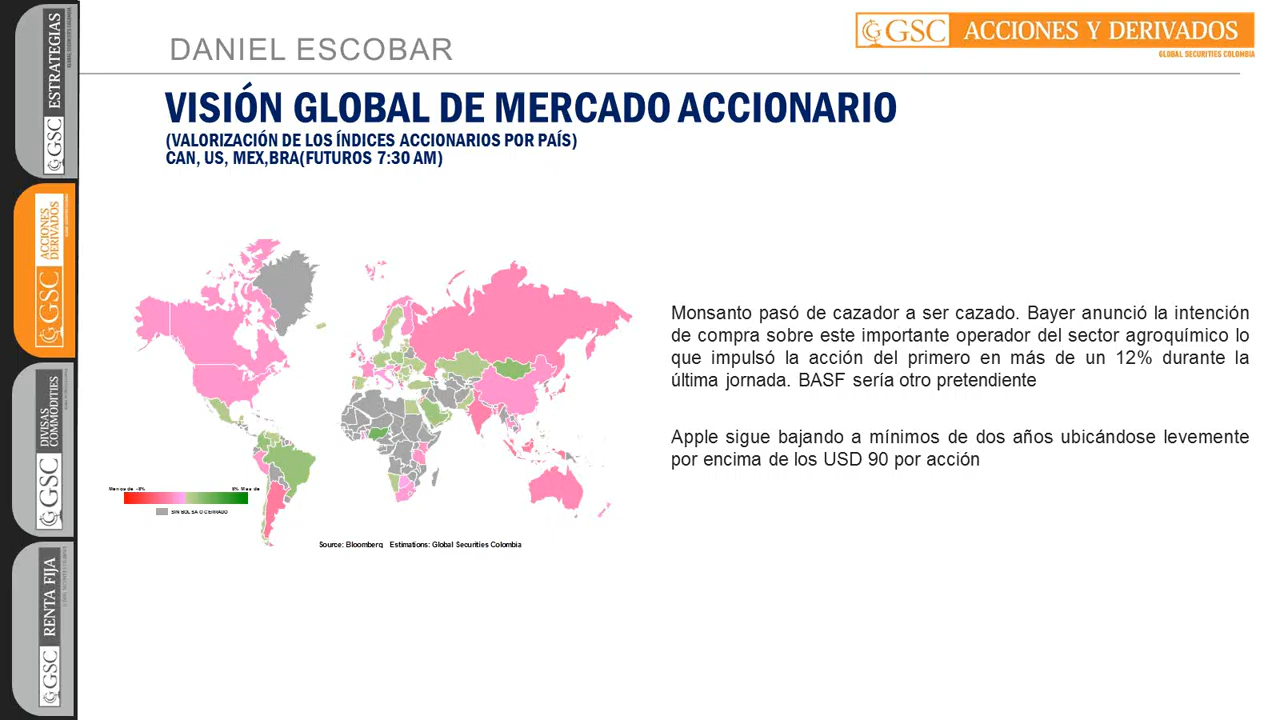 DANIEL ESCOBAR
GSC ACCIONES Y DERIVADOS
GLOBAL SECURITIES COLOMBIA
VISIÓN GLOBAL DE MERCADO ACCIONARIO
(VALORIZACIÓN DE LOS ÍNDICES ACCIONARIOS POR PAÍS)
CAN, US, MEX,BRA(FUTUROS 7:30 AM)
GSC ESTRATEGIAS
GSC ACCIONES
DERIVADOS
GSC DIVISAS
COMMODITIES
GSC RENTA FIJA
Monsanto pasó de cazador a ser cazado. Bayer anunció la intención
de compra sobre este importante operador del sector agroquímico lo
que impulsó la acción del primero en más de un 12% durante la
última jornada. BASF sería otro pretendiente
Apple sigue bajando a mínimos de dos años ubicándose levemente
por encima de los USD 90 por acción
SIN BOLSA O CERRADO
Source: Bloomberg Estimations: Global Securities Colombia